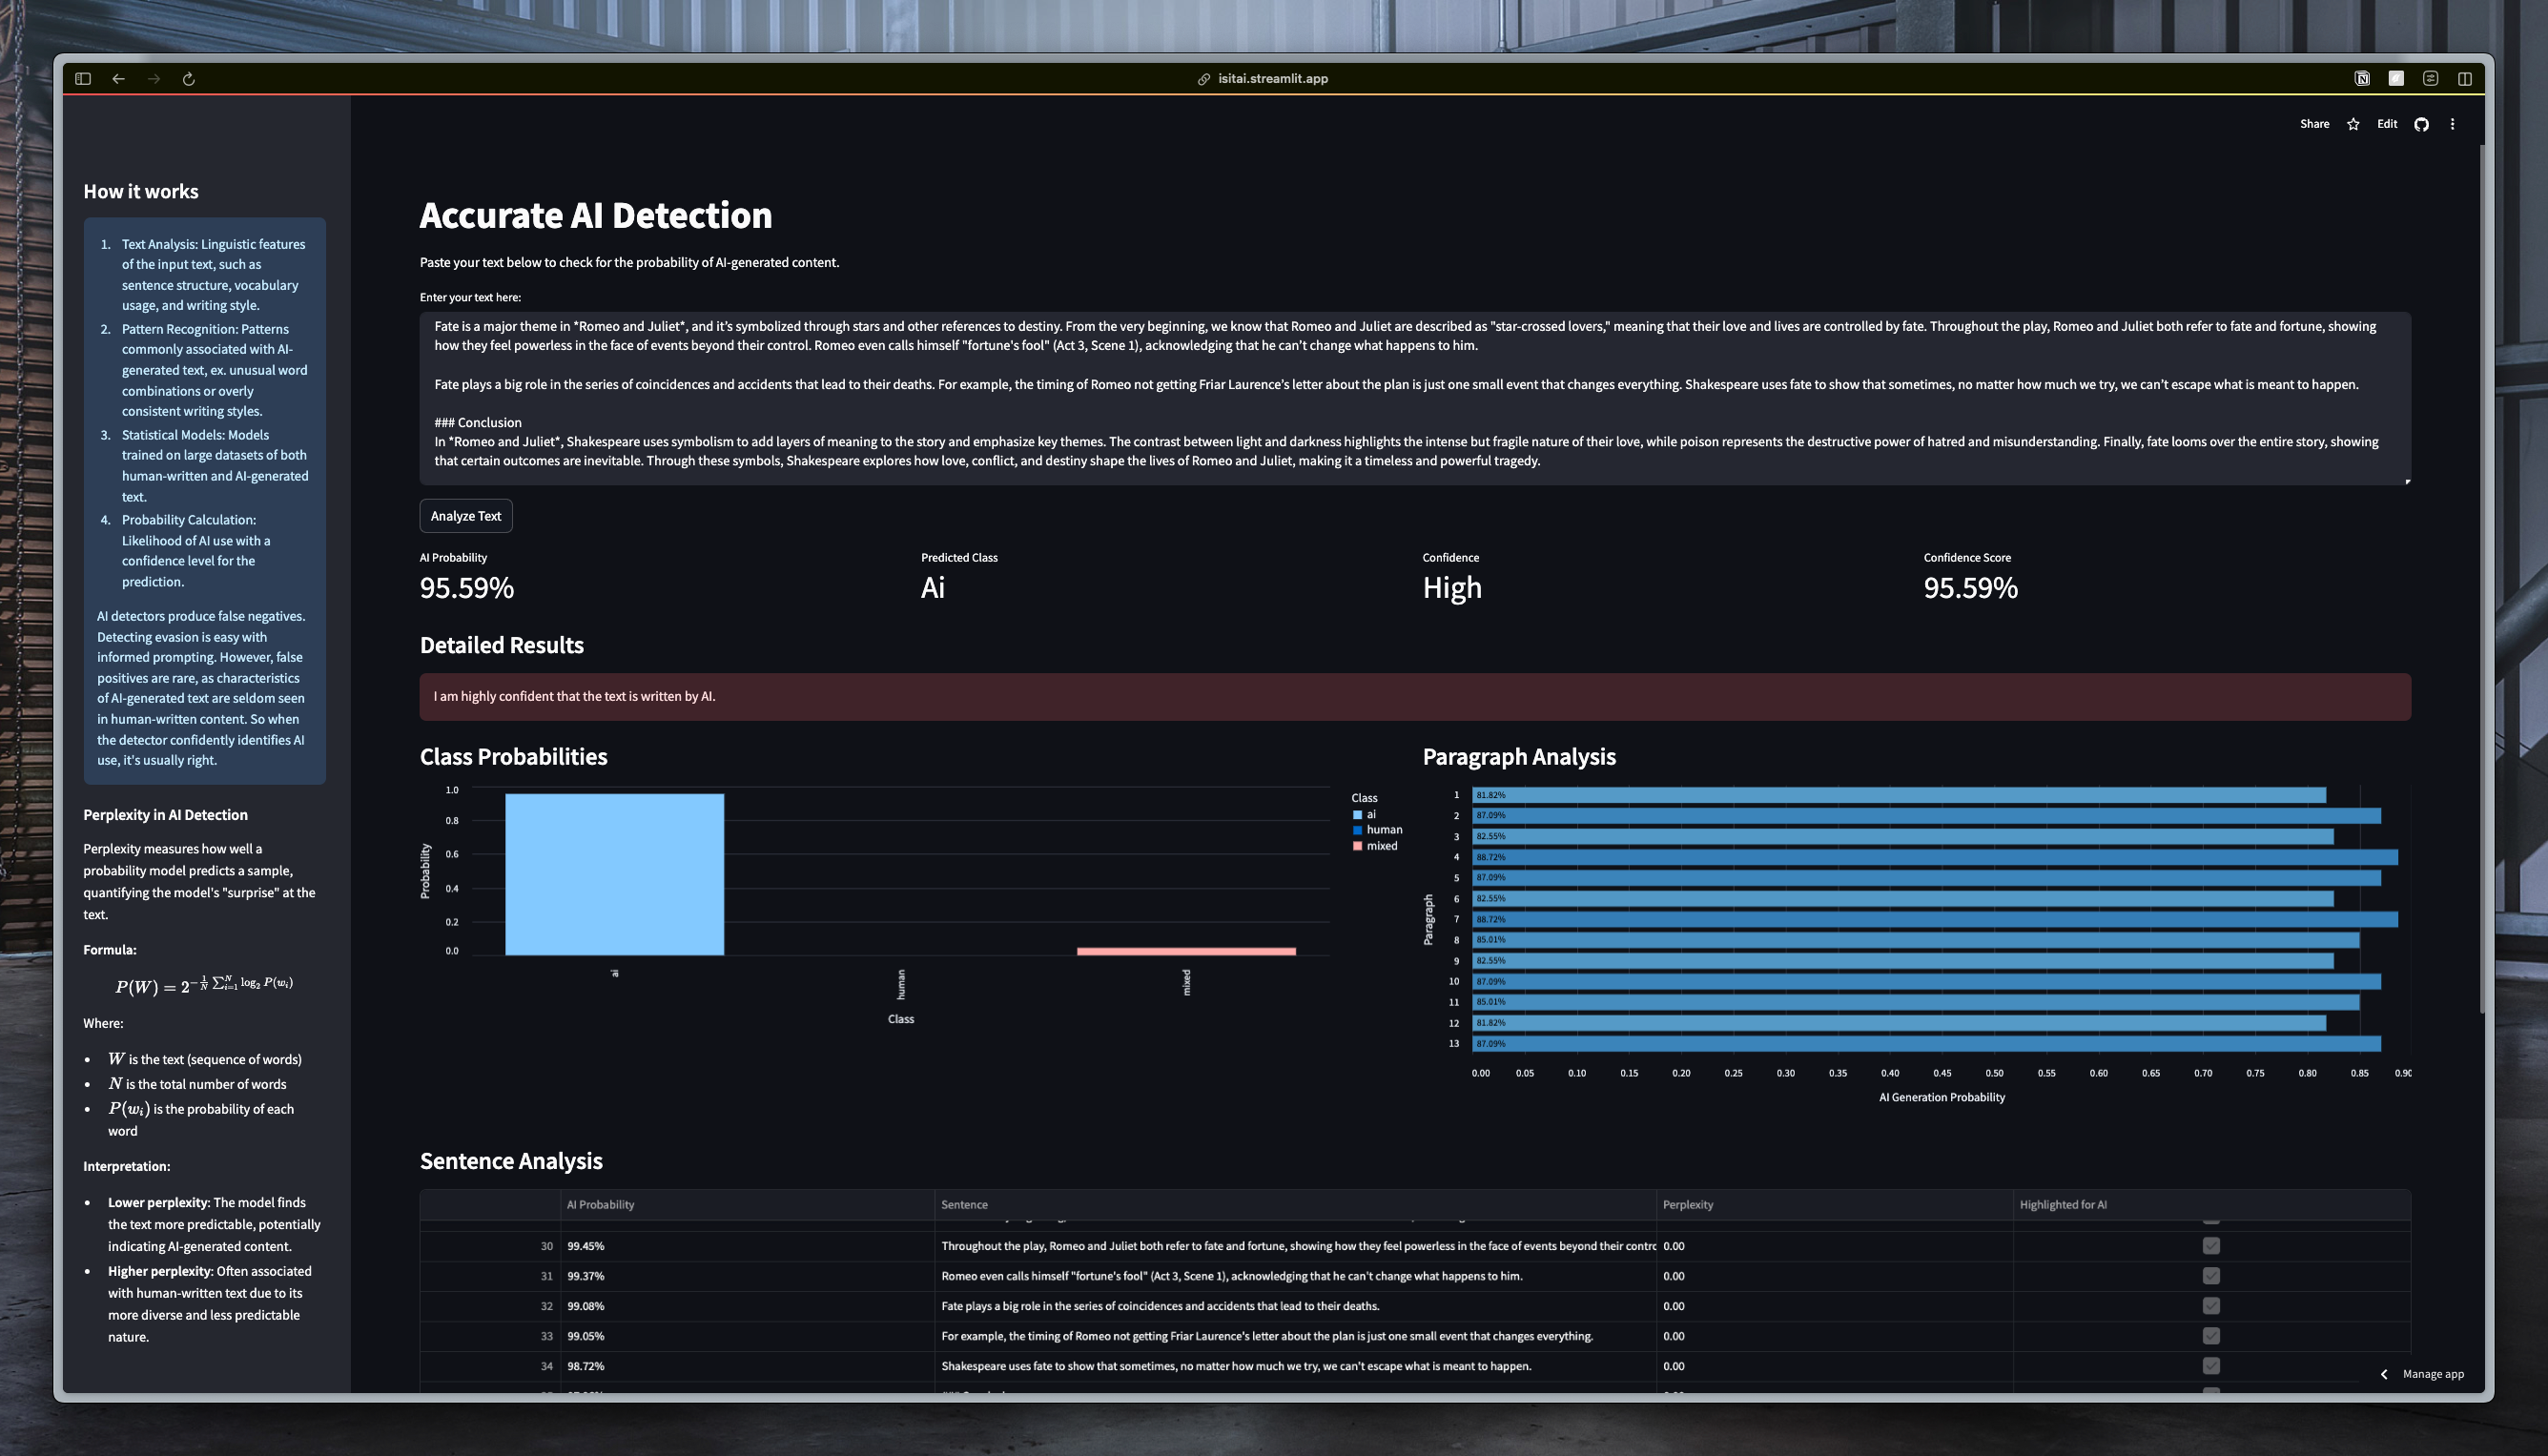 isitai.streamlit.app
Share
Edit
How it works
1. Text Analysis: Linguistic features
of the input text, such as
sentence structure, vocabulary
usage, and writing style.
2. Pattern Recognition: Patterns
commonly associated with AI-
generated text, ex. unusual word
combinations or overly
consistent writing styles.
3. Statistical Models: Models
trained on large datasets of both
human-written and AI-generated
text.
4. Probability Calculation:
Likelihood of AI use with a
confidence level for the
prediction.
AI detectors produce false negatives.
Detecting evasion is easy with
informed prompting. However, false
positives are rare, as characteristics
of AI-generated text are seldom seen
in human-written content. So when
the detector confidently identifies AI
use, it's usually right.
Perplexity in AI Detection
Perplexity measures how well a
probability model predicts a sample,
quantifying the model's "surprise" at the
text.
Formula:
P(W) = 2^{-\frac{1}{N} \sum_{i=1}^{N} \log_2 P(w_i)}
Where:
• W is the text (sequence of words)
• N is the total number of words
• P(w_i) is the probability of each
word
Interpretation:
• Lower perplexity: The model finds
the text more predictable, potentially
indicating AI-generated content.
• Higher perplexity: Often associated
with human-written text due to its
more diverse and less predictable
nature.
Accurate AI Detection
Paste your text below to check for the probability of AI-generated content.
Enter your text here:
Fate is a major theme in *Romeo and Juliet*, and it’s symbolized through stars and other references to destiny. From the very beginning, we know that Romeo and Juliet are described as "star-crossed lovers," meaning that their love and lives are controlled by fate. Throughout the play, Romeo and Juliet both refer to fate and fortune, showing
how they feel powerless in the face of events beyond their control. Romeo even calls himself "fortune's fool" (Act 3, Scene 1), acknowledging that he can’t change what happens to him.
Fate plays a big role in the series of coincidences and accidents that lead to their deaths. For example, the timing of Romeo not getting Friar Laurence’s letter about the plan is just one small event that changes everything. Shakespeare uses fate to show that sometimes, no matter how much we try, we can’t escape what is meant to happen.
### Conclusion
In *Romeo and Juliet*, Shakespeare uses symbolism to add layers of meaning to the story and emphasize key themes. The contrast between light and darkness highlights the intense but fragile nature of their love, while poison represents the destructive power of hatred and misunderstanding. Finally, fate looms over the entire story, showing
that certain outcomes are inevitable. Through these symbols, Shakespeare explores how love, conflict, and destiny shape the lives of Romeo and Juliet, making it a timeless and powerful tragedy.
Analyze Text
AI Probability
95.59%
Predicted Class
Ai
Confidence
High
Confidence Score
95.59%
Detailed Results
I am highly confident that the text is written by AI.
Class Probabilities
1.0
0.8
0.6
0.4
0.2
0.0
Probability
ai
human
mixed
Class
Class
ai
human
mixed
Paragraph Analysis
Paragraph
1 81.82%
2 87.09%
3 82.55%
4 88.72%
5 87.09%
6 82.55%
7 88.72%
8 85.01%
9 82.55%
10 87.09%
11 85.01%
12 81.82%
13 87.09%
0.00 0.05 0.10 0.15 0.20 0.25 0.30 0.35 0.40 0.45 0.50 0.55 0.60 0.65 0.70 0.75 0.80 0.85 0.90
AI Generation Probability
Sentence Analysis
AI Probability Sentence Perplexity Highlighted for AI
30 99.45% Throughout the play, Romeo and Juliet both refer to fate and fortune, showing how they feel powerless in the face of events beyond their contro 0.00
31 99.37% Romeo even calls himself "fortune's fool" (Act 3, Scene 1), acknowledging that he can't change what happens to him. 0.00
32 99.08% Fate plays a big role in the series of coincidences and accidents that lead to their deaths. 0.00
33 99.05% For example, the timing of Romeo not getting Friar Laurence's letter about the plan is just one small event that changes everything. 0.00
34 98.72% Shakespeare uses fate to show that sometimes, no matter how much we try, we can't escape what is meant to happen. 0.00
Manage app